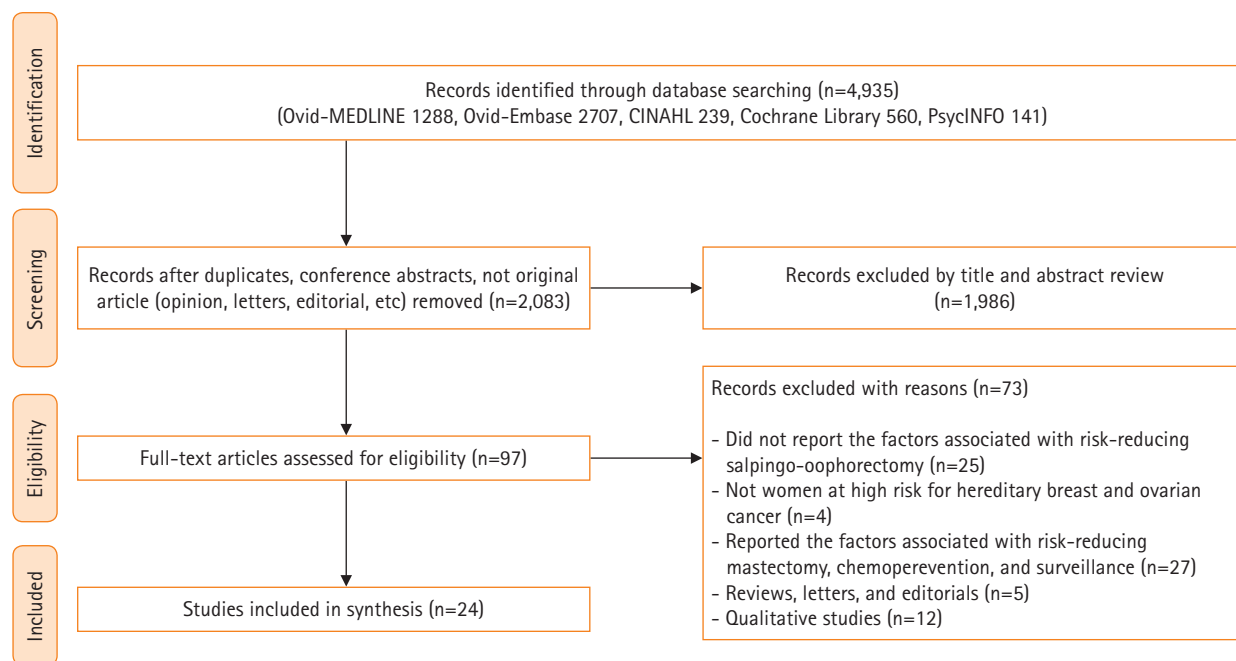 Identification
Records identified through database searching (n=4,935)
(Ovid-MEDLINE 1288, Ovid-Embase 2707, CINAHL 239, Cochrane Library 560, PsycINFO 141)
Screening
Records after duplicates, conference abstracts, not original
article (opinion, letters, editorial, etc) removed (n=2,083)
Records excluded by title and abstract review
(n=1,986)
Eligibility
Full-text articles assessed for eligibility (n=97)
Records excluded with reasons (n=73)
- Did not report the factors associated with risk-reducing
salpingo-oophorectomy (n=25)
- Not women at high risk for hereditary breast and ovarian
cancer (n=4)
- Reported the factors associated with risk-reducing
mastectomy, chemoperevention, and surveillance (n=27)
- Reviews, letters, and editorials (n=5)
- Qualitative studies (n=12)
Included
Studies included in synthesis (n=24)